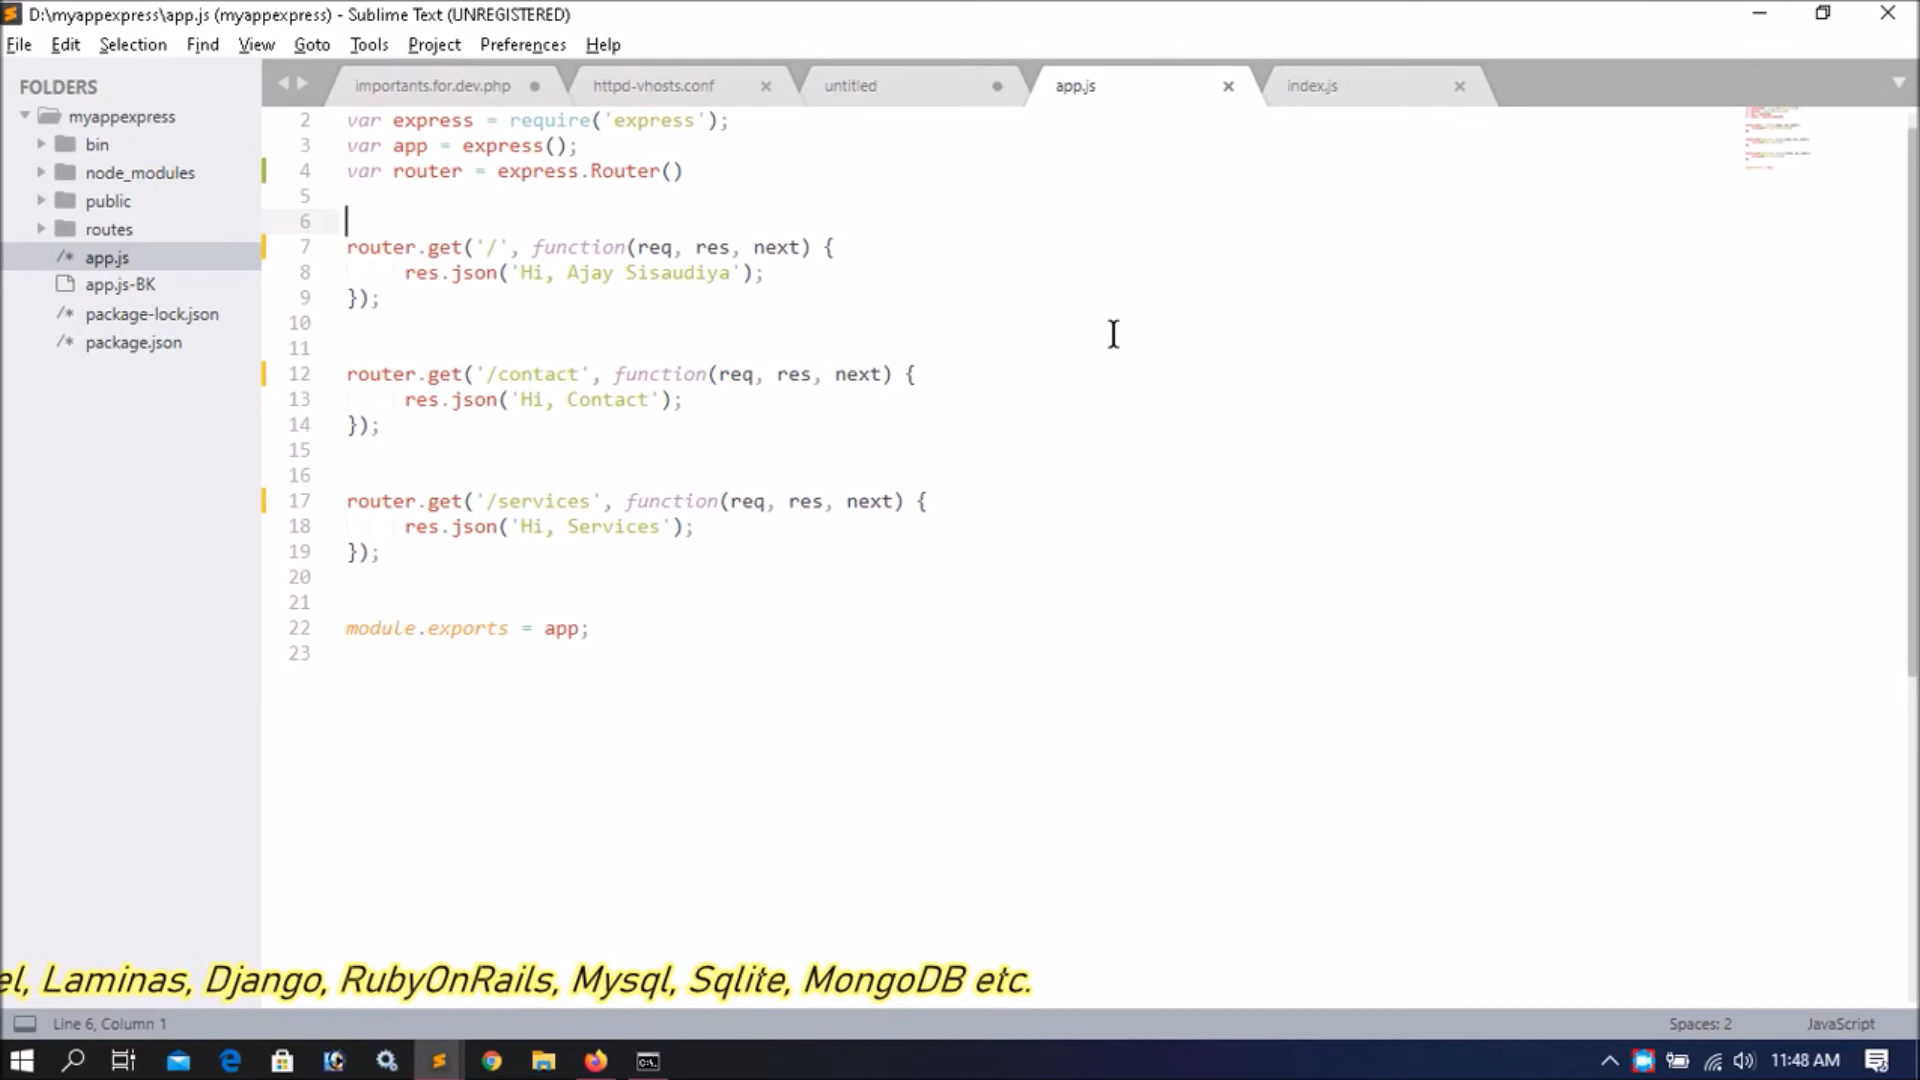 D:\myappexpress\app.js (myappexpress) - Sublime Text (UNREGISTERED)
File Edit Selection Find View Goto Tools Project Preferences Help
FOLDERS
myappexpress
bin
node_modules
public
routes
/* app.js
app.js-BK
/* package-lock.json
/* package.json
importants.for.dev.php
httpd-vhosts.conf
untitled
app.js
index.js
2 var express = require('express');
3 var app = express();
4 var router = express.Router()
5
6
7 router.get('/', function(req, res, next) {
8 res.json('Hi, Ajay Sisaudiya');
9 });
10
11
12 router.get('/contact', function(req, res, next) {
13 res.json('Hi, Contact');
14 });
15
16
17 router.get('/services', function(req, res, next) {
18 res.json('Hi, Services');
19 });
20
21
22 module.exports = app;
23
el, Laminas, Django, RubyOnRails, Mysql, Sqlite, MongoDB etc.
Line 6, Column 1
Spaces: 2
JavaScript
11:48 AM